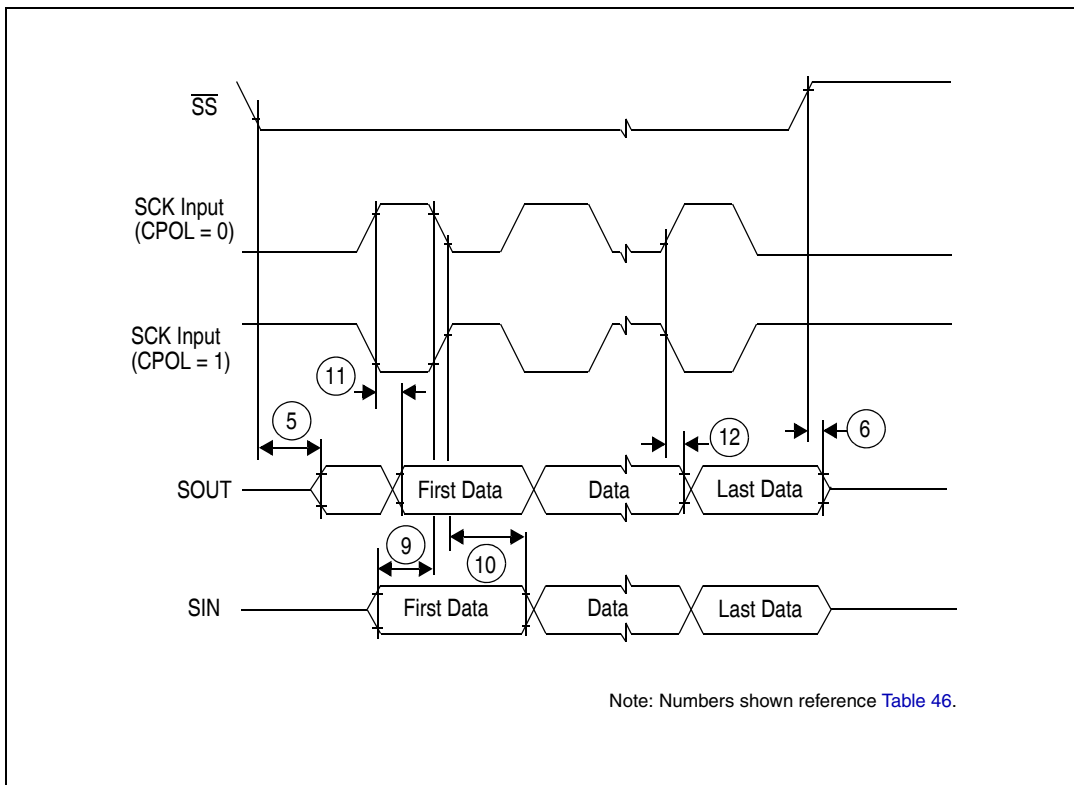 SS
SCK Input
(CPOL = 0)
SCK Input
(CPOL = 1)
11
5
12
6
SOUT
First Data
Data
Last Data
9
10
SIN
First Data
Data
Last Data
Note: Numbers shown reference Table 46.